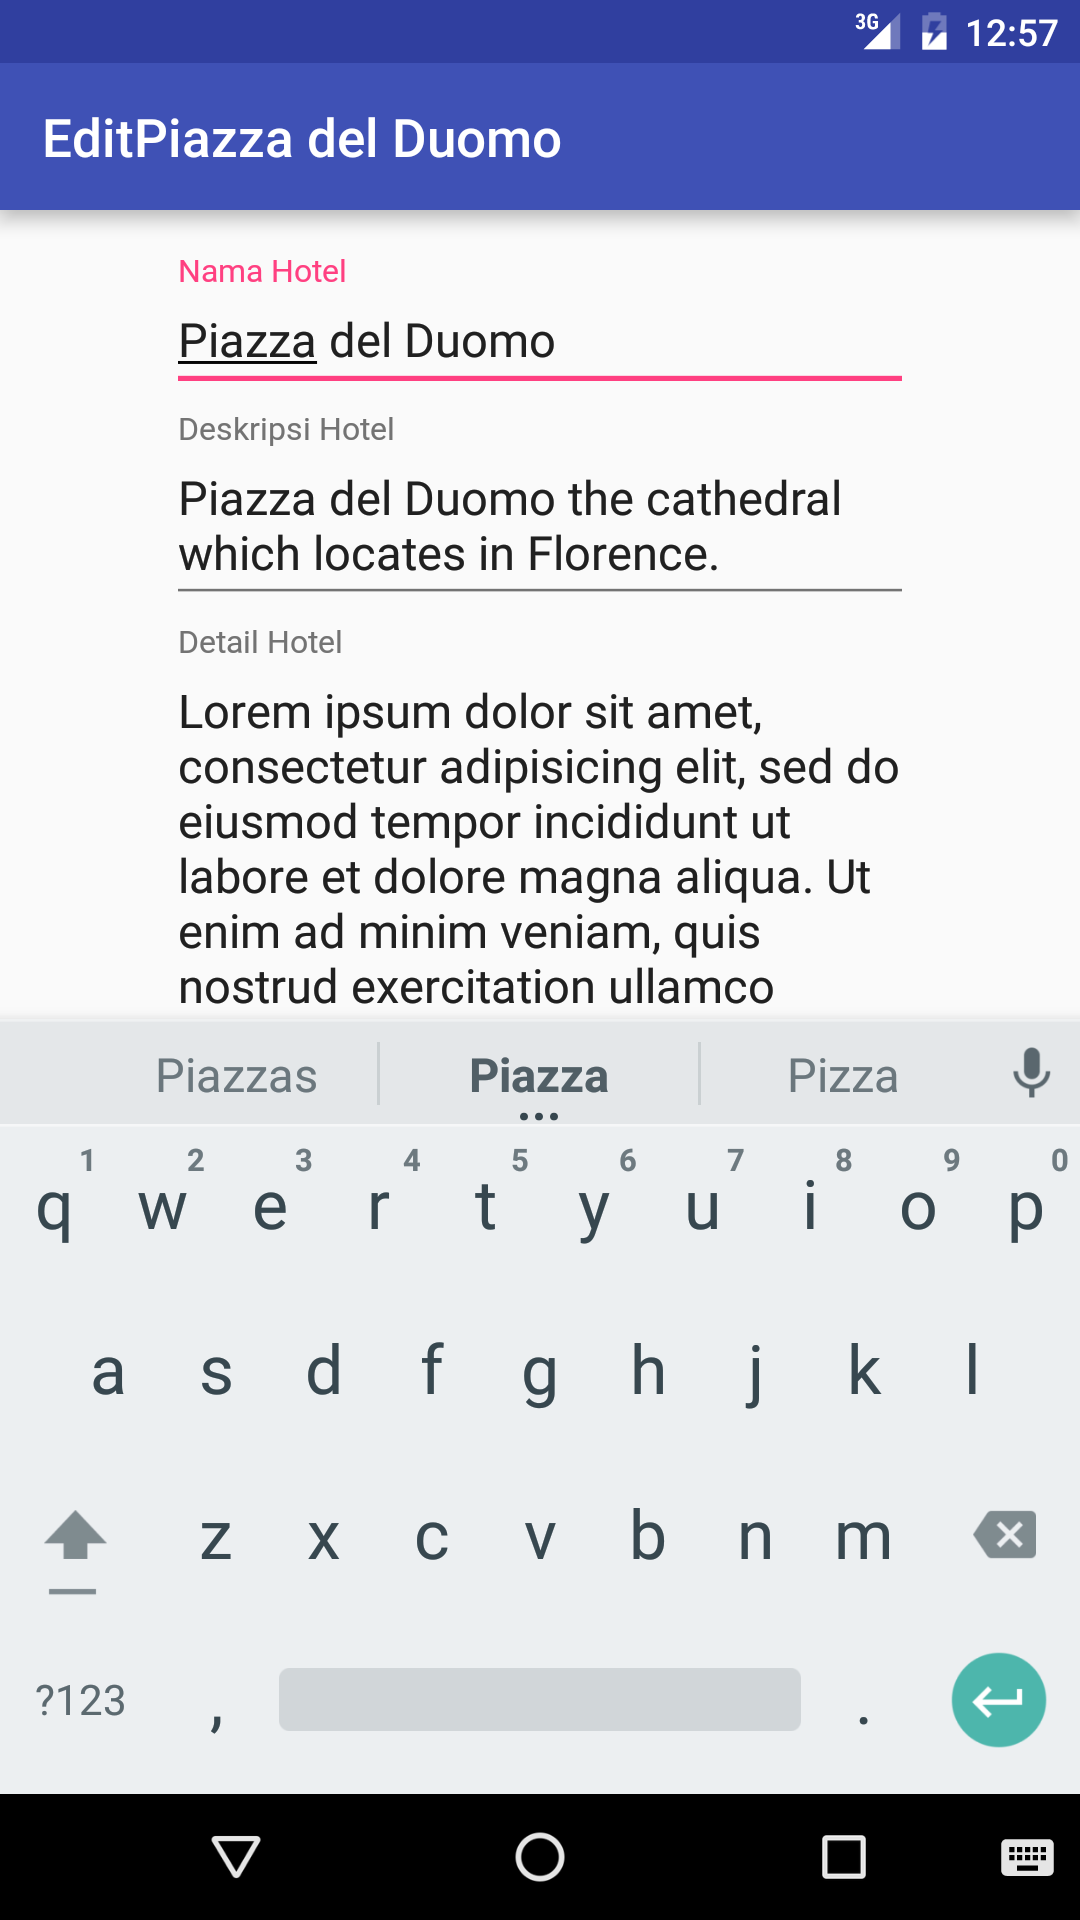 3G 12:57
EditPiazza del Duomo
Nama Hotel
Piazza del Duomo
Deskripsi Hotel
Piazza del Duomo the cathedral
which locates in Florence.
Detail Hotel
Lorem ipsum dolor sit amet,
consectetur adipisicing elit, sed do
eiusmod tempor incididunt ut
labore et dolore magna aliqua. Ut
enim ad minim veniam, quis
nostrud exercitation ullamco
Piazzas Piazza Pizza
1 2 3 4 5 6 7 8 9 0
q w e r t y u i o p
a s d f g h j k l
z x c v b n m
?123 , .